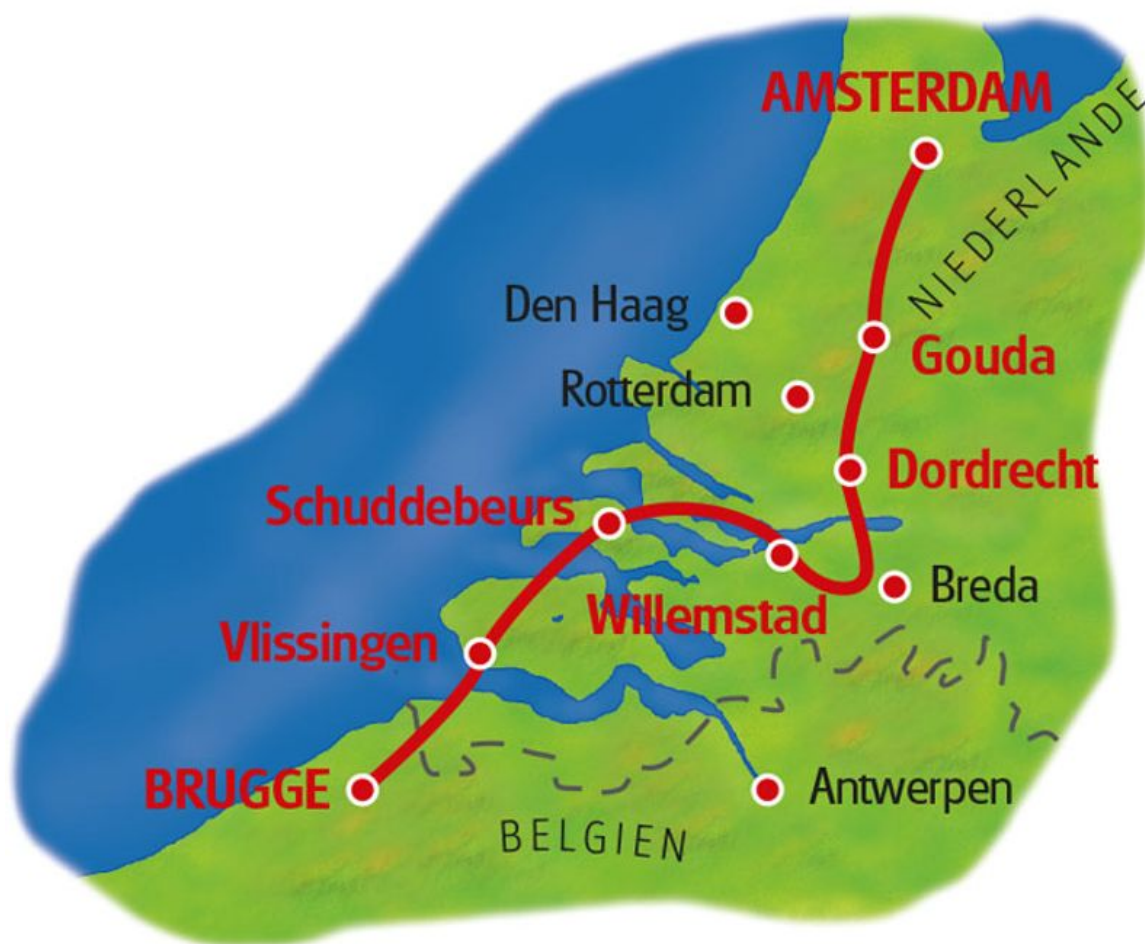 AMSTERDAM
NIEDERLANDE
Den Haag
Gouda
Rotterdam
Dordrecht
Schuddebeurs
Breda
Willemstad
Vlissingen
BRUGGE
Antwerpen
BELGIEN